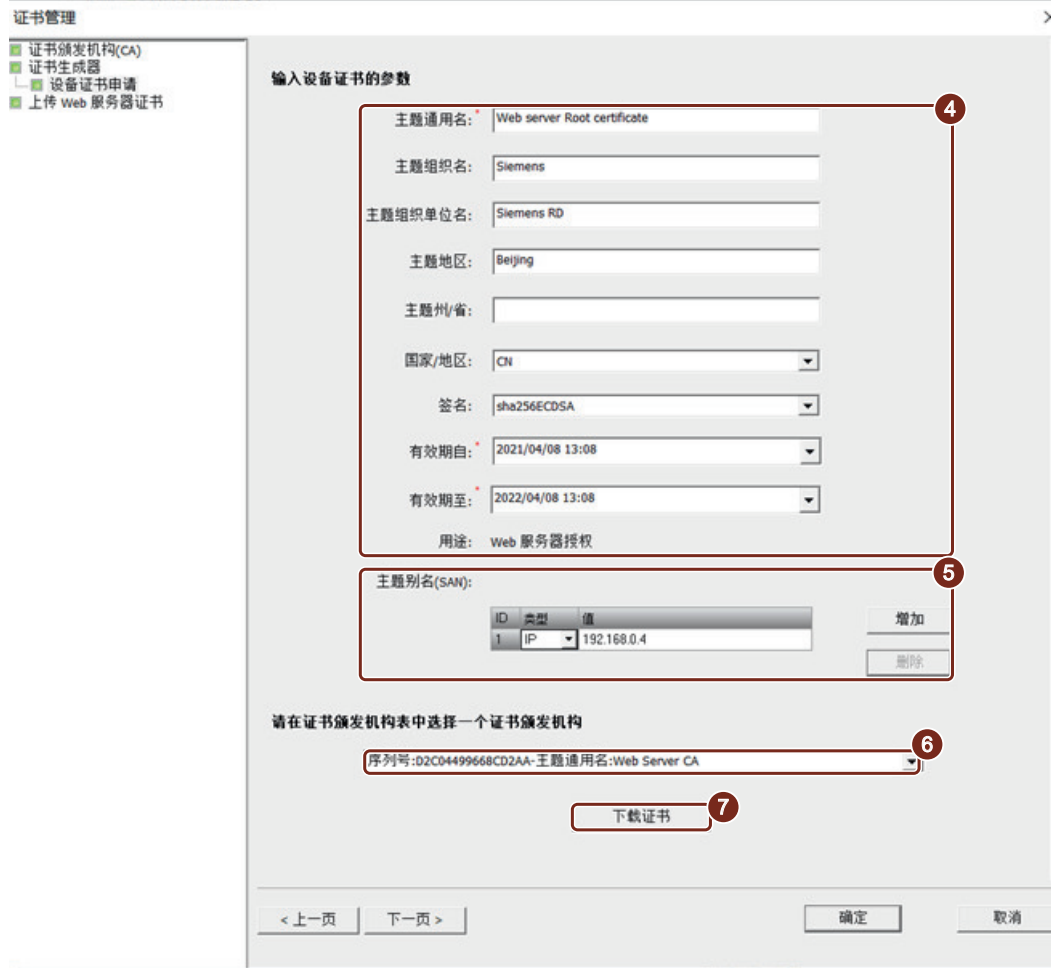 证书管理
证书颁发机构(CA)
证书生成器
设备证书申请
上传 Web 服务器证书
输入设备证书的参数
4
主题通用名:* Web server Root certificate
主题组织名: Siemens
主题组织单位名: Siemens RD
主题地区: Beijing
主题州/省:
国家/地区: CN
签名: sha256ECDSA
有效期自:* 2021/04/08 13:08
有效期至:* 2022/04/08 13:08
用途: Web 服务器授权
5
主题别名(SAN):
ID 类型 值
1 IP 192.168.0.4
增加
删除
请在证书颁发机构表中选择一个证书颁发机构
6
序列号:D2C04499668CD2AA-主题通用名:Web Server CA
7
下载证书
<上一页 下一页> 确定 取消